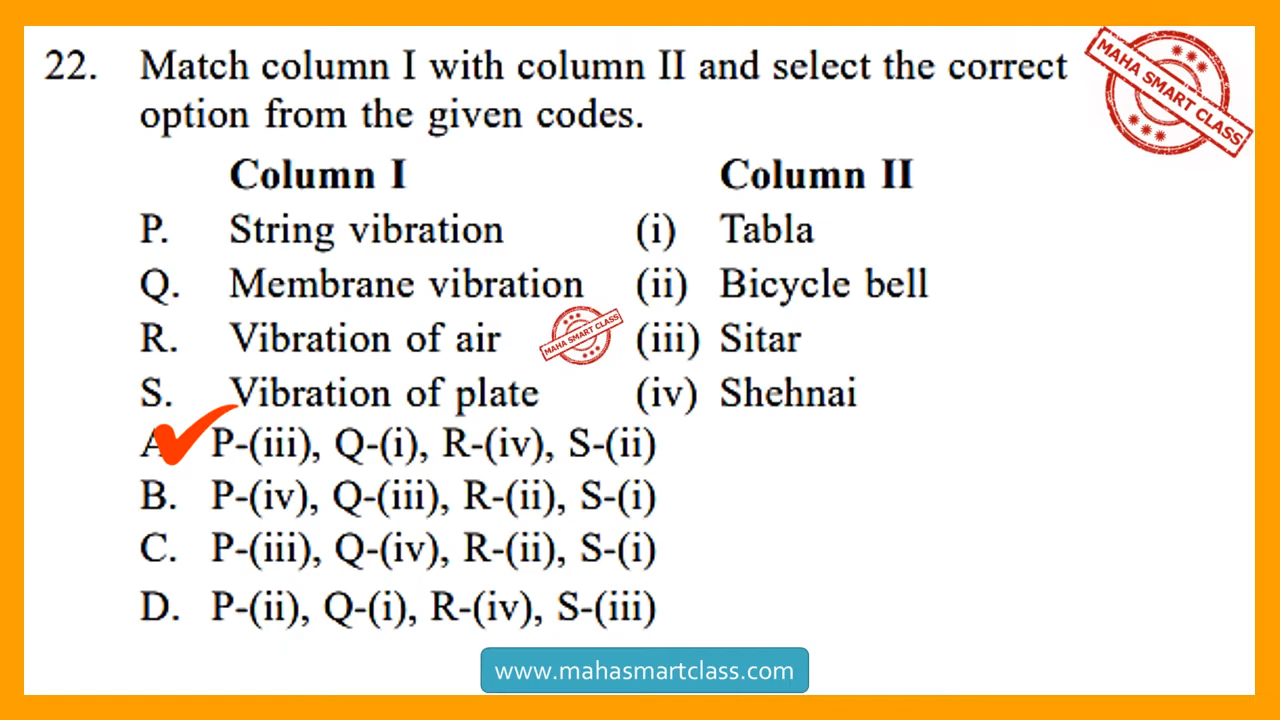 22. Match column I with column II and select the correct
option from the given codes.
Column I Column II
P. String vibration (i) Tabla
Q. Membrane vibration (ii) Bicycle bell
R. Vibration of air (iii) Sitar
S. Vibration of plate (iv) Shehnai
A. P-(iii), Q-(i), R-(iv), S-(ii)
B. P-(iv), Q-(iii), R-(ii), S-(i)
C. P-(iii), Q-(iv), R-(ii), S-(i)
D. P-(ii), Q-(i), R-(iv), S-(iii)
MAHA SMART CLASS
MAHA SMART CLASS
www.mahasmartclass.com